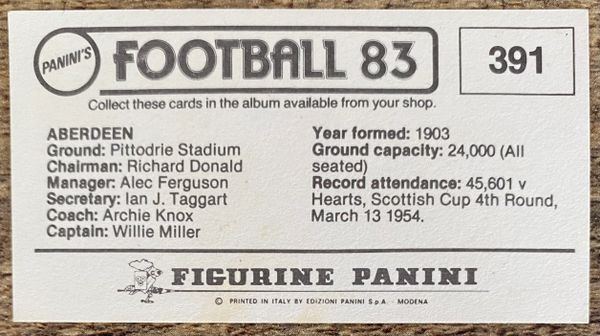 PANINI'S
FOOTBALL 83
391
Collect these cards in the album available from your shop.
ABERDEEN
Ground: Pittodrie Stadium
Chairman: Richard Donald
Manager: Alec Ferguson
Secretary: Ian J. Taggart
Coach: Archie Knox
Captain: Willie Miller
Year formed: 1903
Ground capacity: 24,000 (All
seated)
Record attendance: 45,601 v
Hearts, Scottish Cup 4th Round,
March 13 1954.
FIGURINE PANINI
© PRINTED IN ITALY BY EDIZIONI PANINI S.p.A. - MODENA